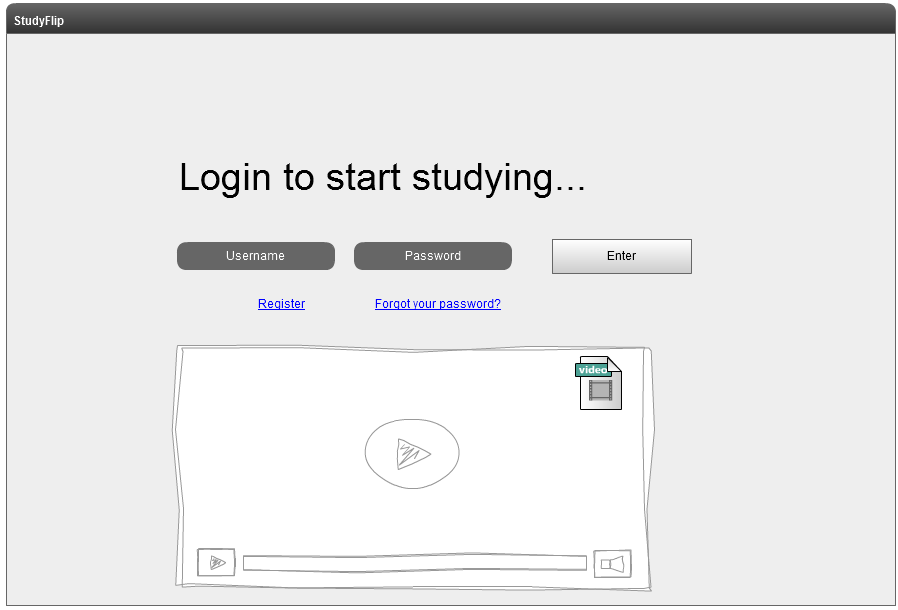 StudyFlip
Login to start studying...
Username Password Enter
Register Forgot your password?
video